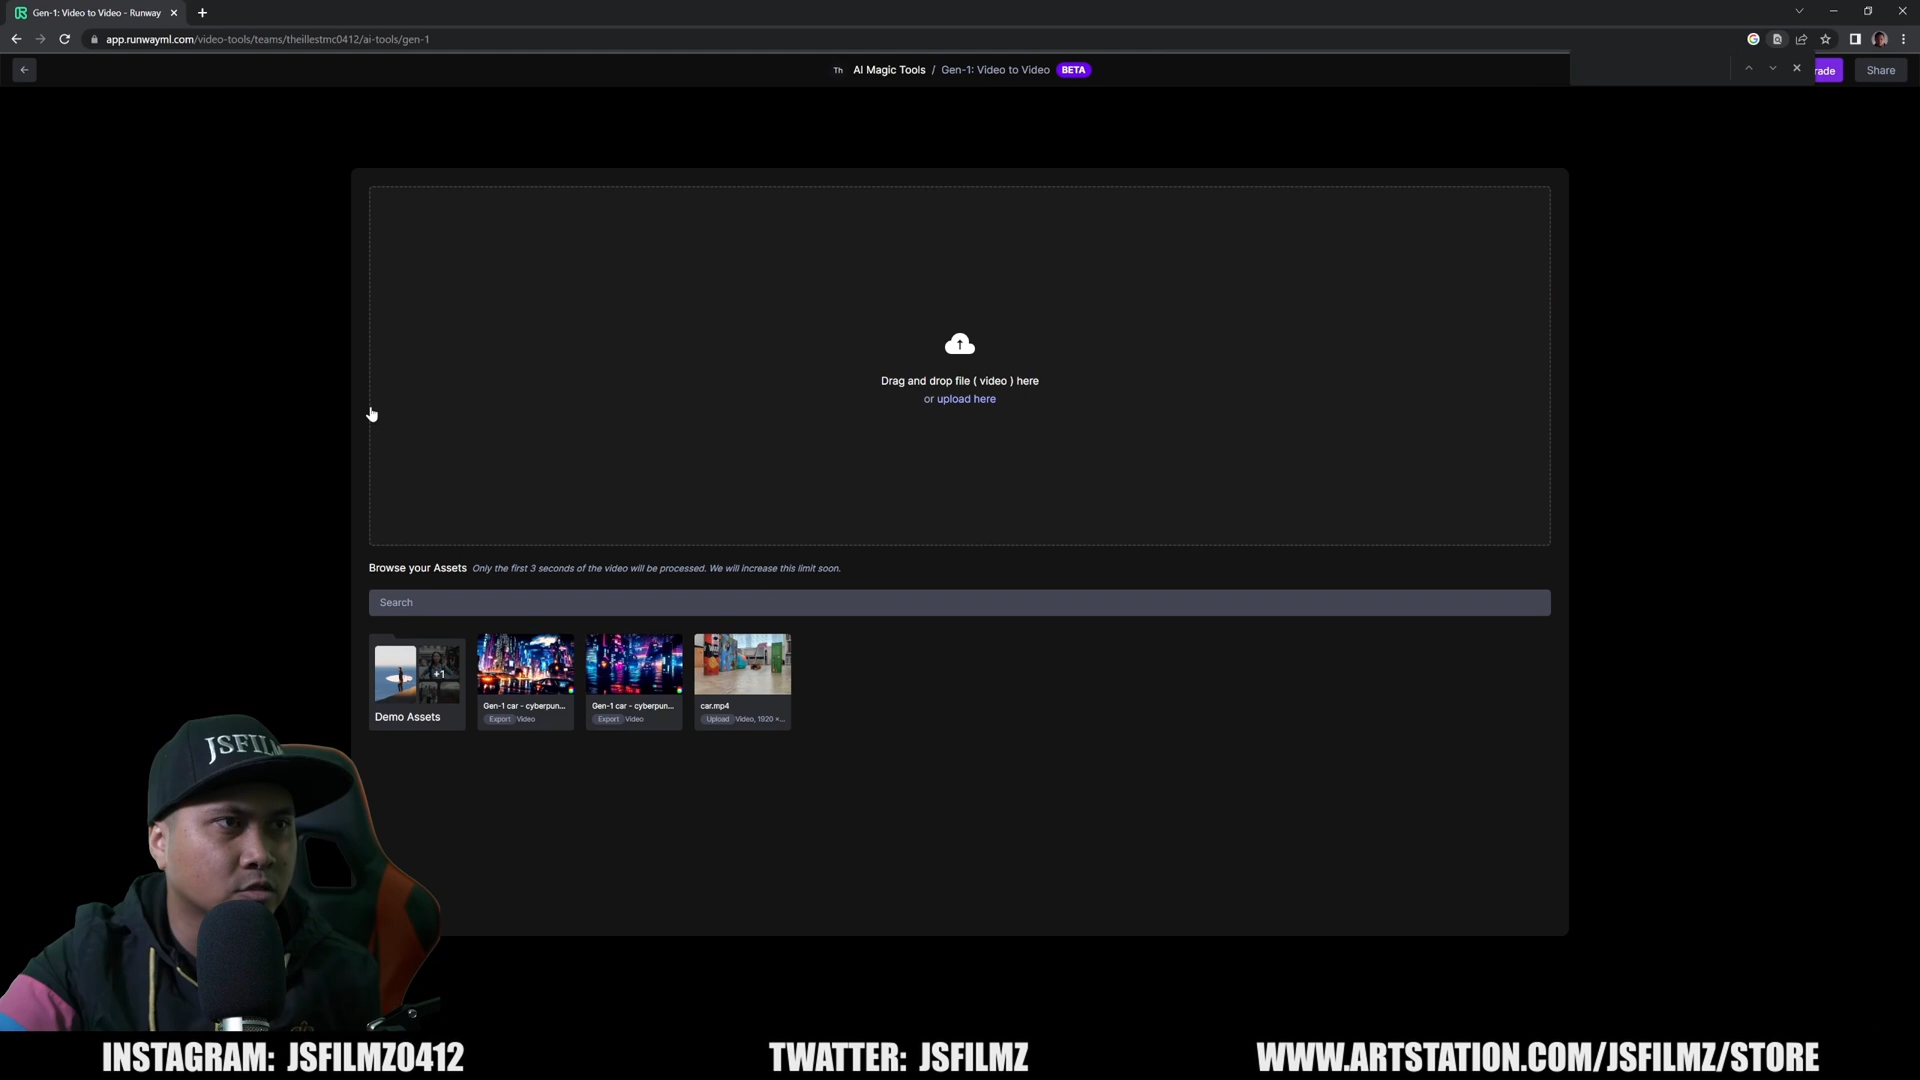 Gen-1: Video to Video - Runway
app.runwayml.com/video-tools/teams/theillestmc0412/ai-tools/gen-1
Th AI Magic Tools / Gen-1: Video to Video BETA
rade
Share
Drag and drop file ( video ) here
or upload here
Browse your Assets Only the first 3 seconds of the video will be processed. We will increase this limit soon.
Search
+1
Demo Assets
Gen-1 car - cyberpun...
Export Video
Gen-1 car - cyberpun...
Export Video
car.mp4
Upload Video, 1920 ×...
JSFILM
INSTAGRAM: JSFILMZ0412
TWATTER: JSFILMZ
WWW.ARTSTATION.COM/JSFILMZ/STORE